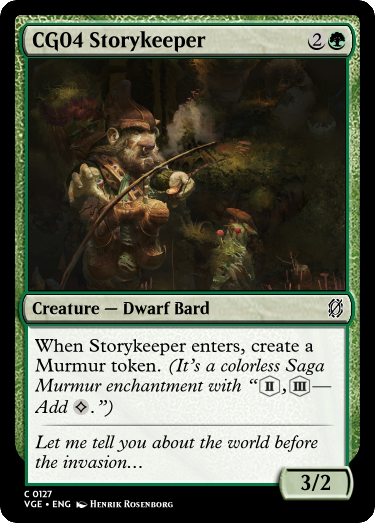 CG04 Storykeeper 2
Creature — Dwarf Bard
When Storykeeper enters, create a
Murmur token. (It's a colorless Saga
Murmur enchantment with “II, III—
Add ◇.”)
Let me tell you about the world before
the invasion…
3/2
C 0127
VGE • ENG Henrik Rosenborg